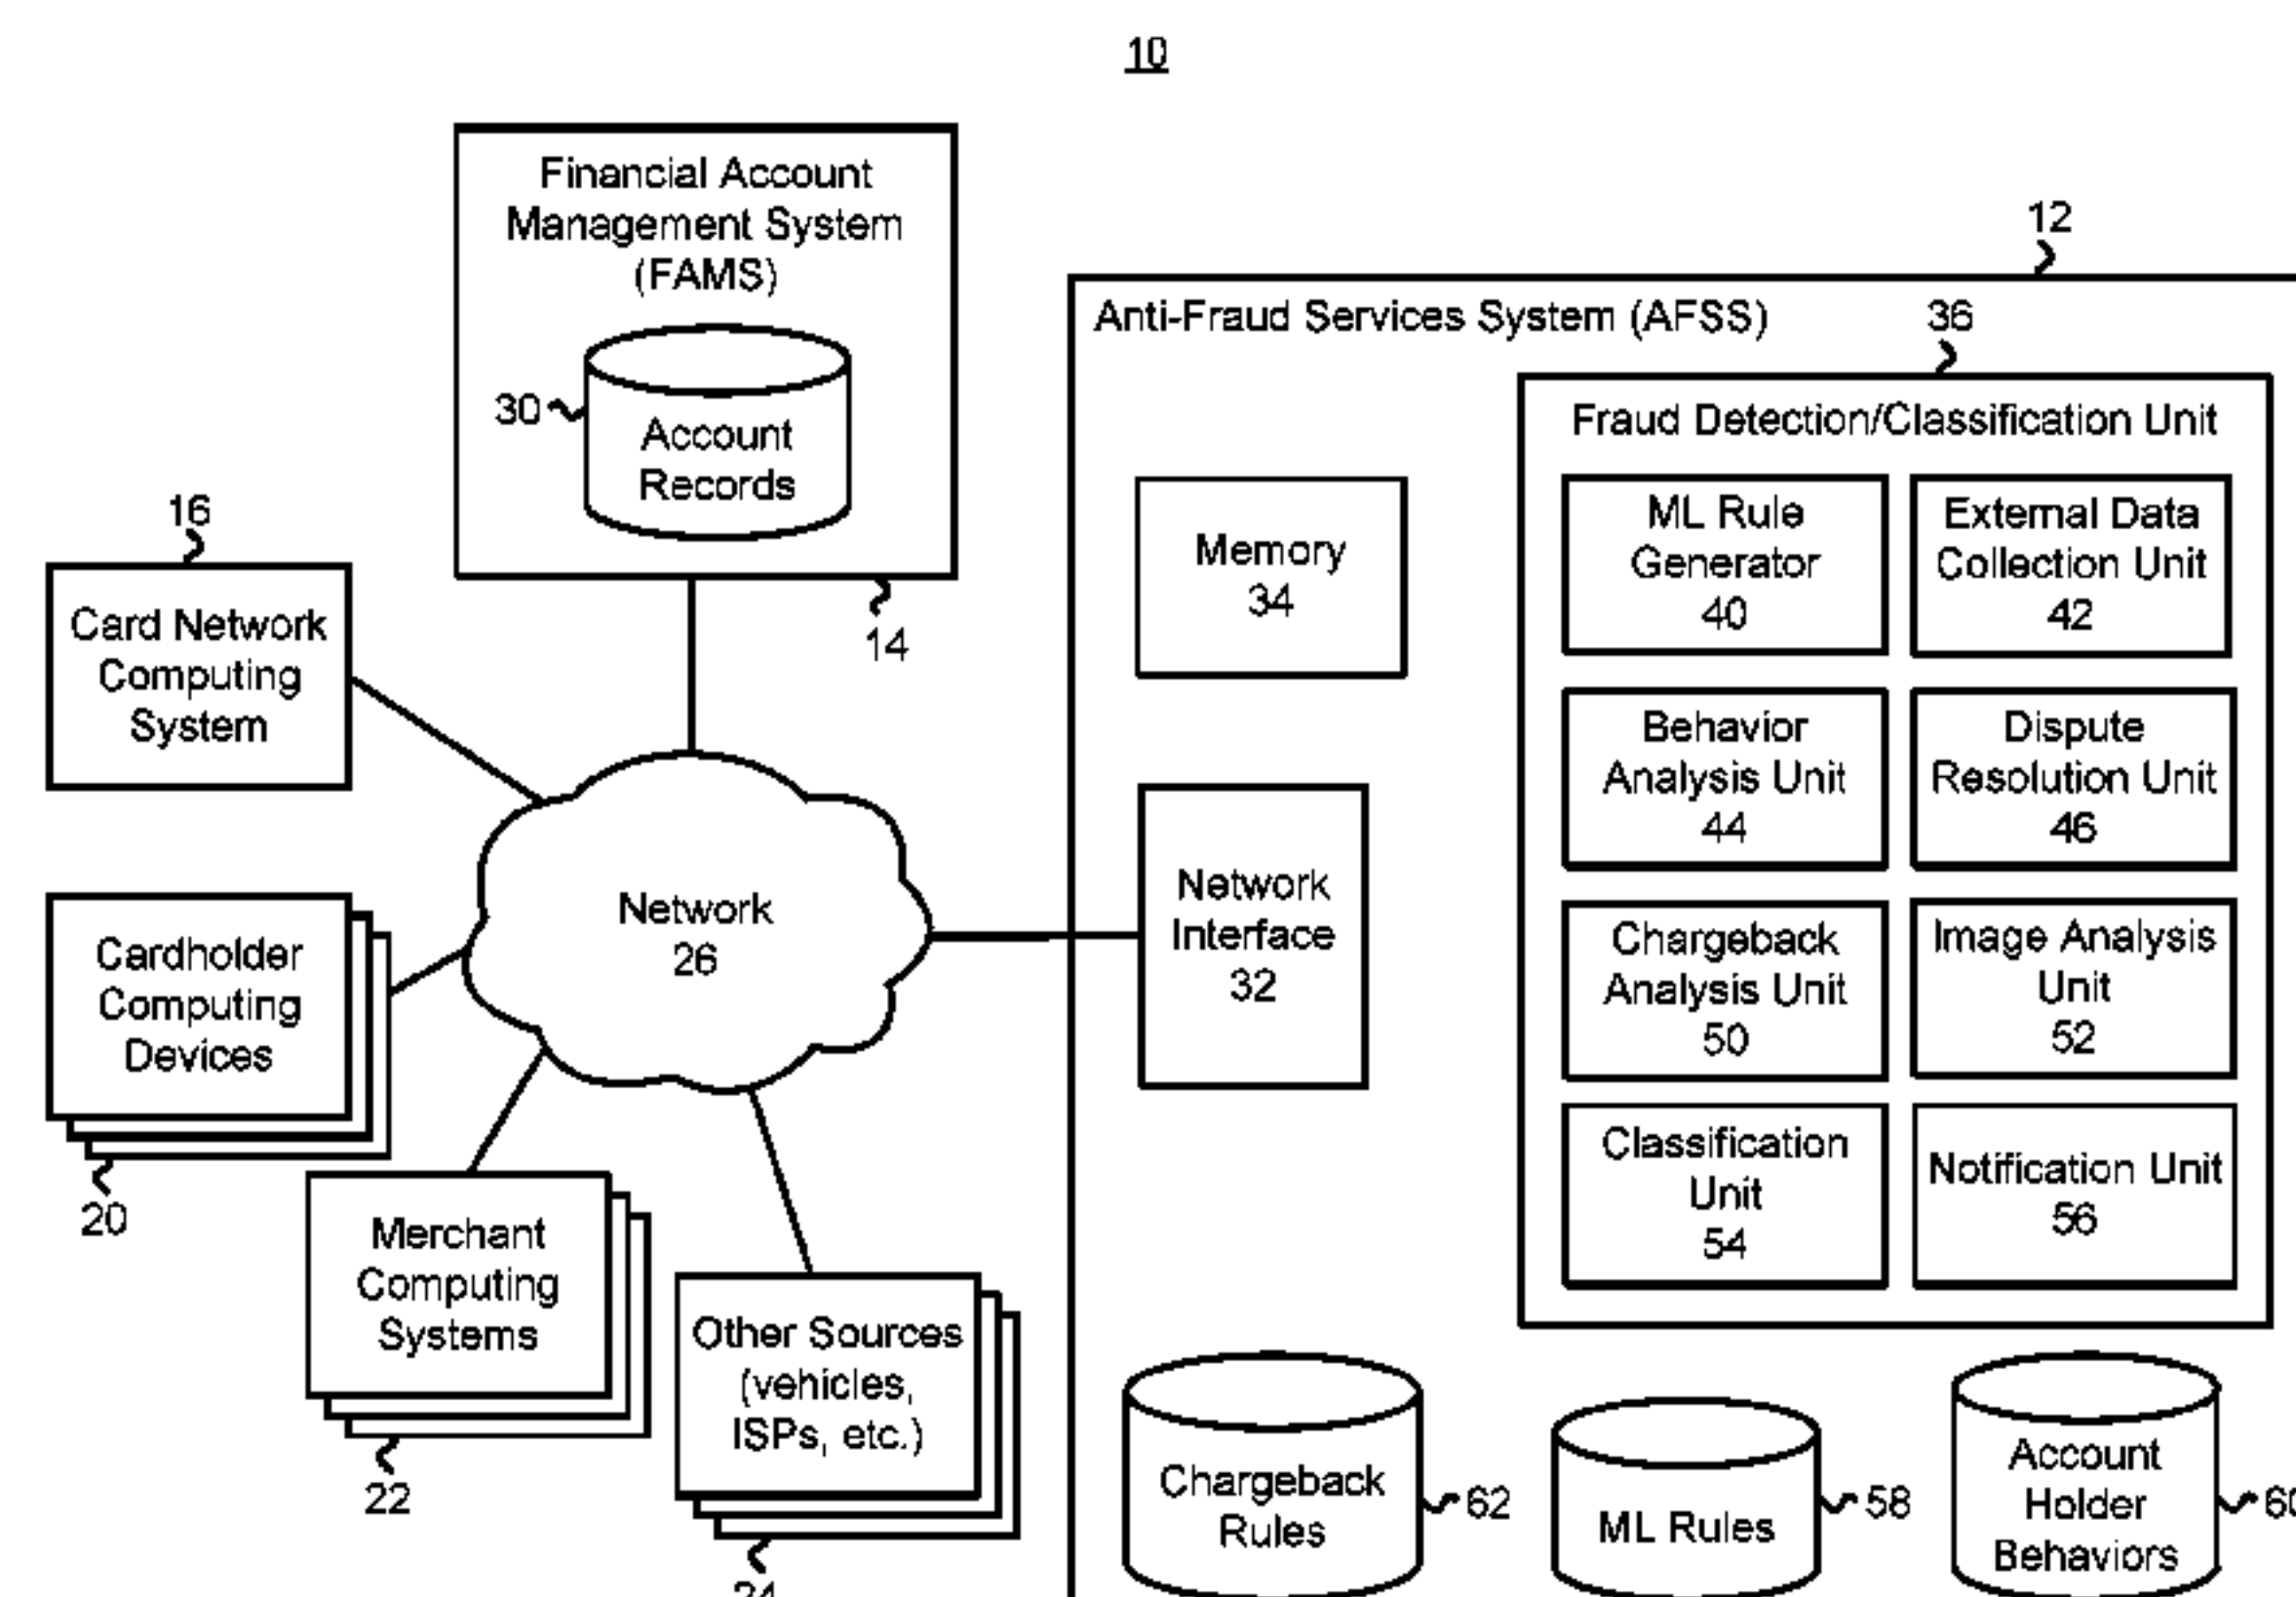 10
Financial Account
Management System
(FAMS)
30
Account
Records
14
16
Card Network
Computing
System
Cardholder
Computing
Devices
20
Network
26
Merchant
Computing
Systems
22
Other Sources
(vehicles,
ISPs, etc.)
12
Anti-Fraud Services System (AFSS)
36
Memory
34
Network
Interface
32
Fraud Detection/Classification Unit
ML Rule
Generator
40
External Data
Collection Unit
42
Behavior
Analysis Unit
44
Dispute
Resolution Unit
46
Chargeback
Analysis Unit
50
Image Analysis
Unit
52
Classification
Unit
54
Notification Unit
56
Chargeback
Rules
62
ML Rules
58
Account
Holder
Behaviors
60